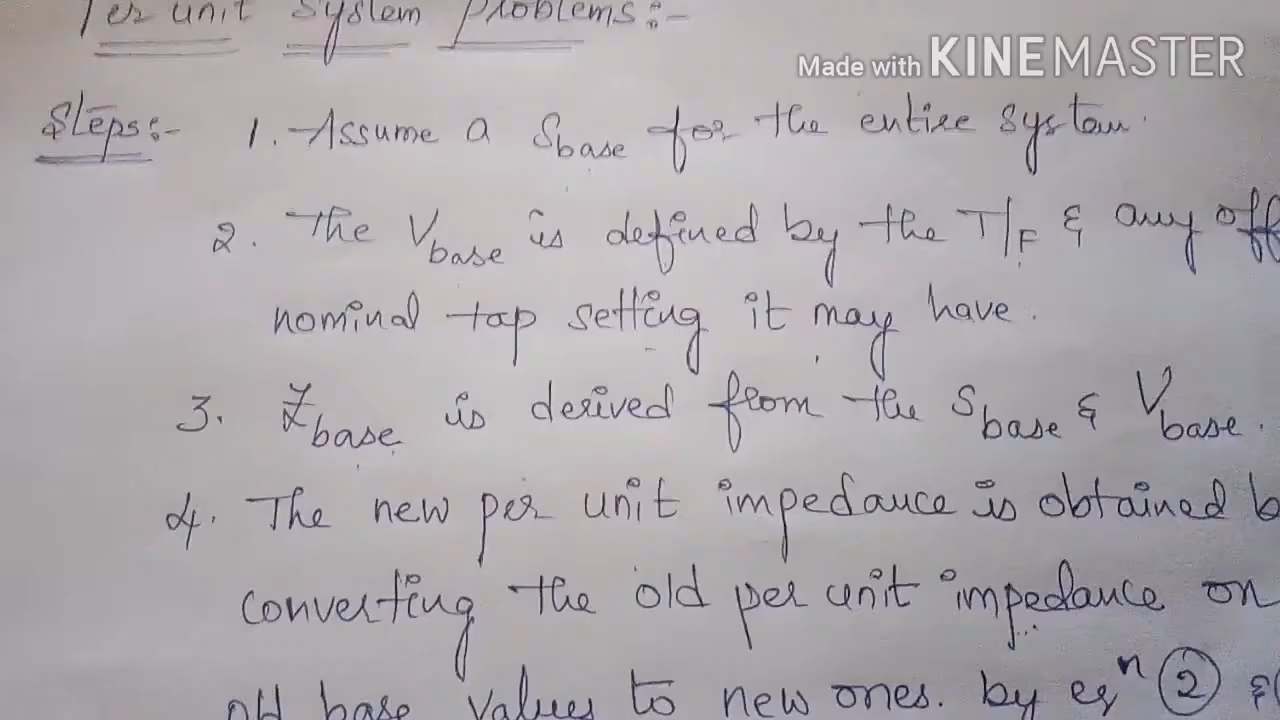 Per unit System Problems:-
Made with KINEMASTER
Steps:- 1. Assume a Sbase for the entire system.
2. The Vbase is defined by the T/F & any off
nominal tap setting it may have.
3. Zbase is derived from the Sbase & Vbase.
4. The new per unit impedance is obtained b
converting the old per unit impedance on
old base values to new ones. by eqn ② &